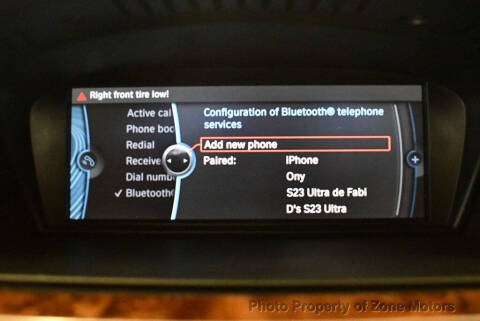 Right front tire low!
Active cal
Phone boo
Redial
Receive
Dial numb
Bluetooth
Configuration of Bluetooth® telephone
services
Add new phone
Paired: iPhone
Ony
S23 Ultra de Fabi
D's S23 Ultra
Photo Property of Zone Motors